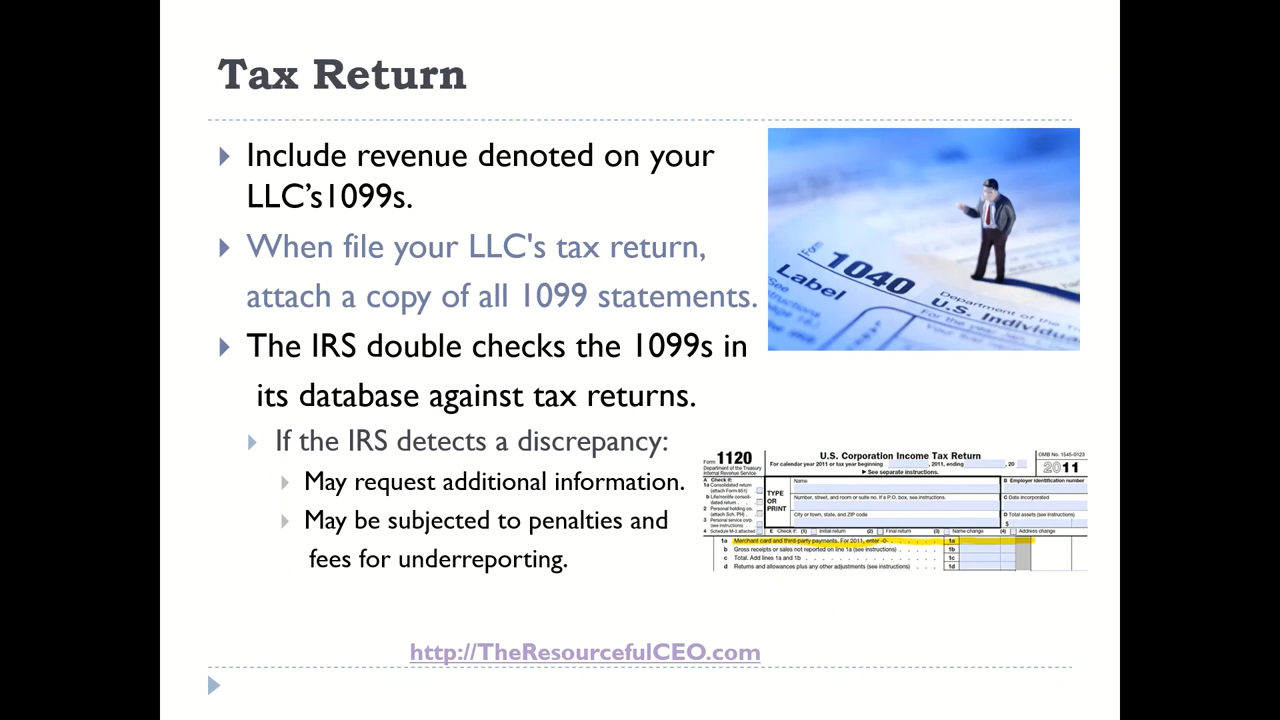 Tax Return
Include revenue denoted on your
LLC's1099s.
When file your LLC's tax return,
attach a copy of all 1099 statements.
The IRS double checks the 1099s in
its database against tax returns.
If the IRS detects a discrepancy:
May request additional information.
May be subjected to penalties and
fees for underreporting.
Form 1040
Label
Department of the
U.S. Individu
Form 1120
Department of the Treasury
Internal Revenue Service
U.S. Corporation Income Tax Return
For calendar year 2011 or tax year beginning , 2011, ending , 20
▶ See separate instructions.
OMB No. 1545-0123
2011
A Check if:
1a Consolidated return
(attach Form 851)
b Life/nonlife consoli-
dated return
2 Personal holding co.
(attach Sch. PH)
3 Personal service corp.
(see instructions)
4 Schedule M-3 attached
TYPE
OR
PRINT
Name
Number, street, and room or suite no. If a P.O. box, see instructions.
City or town, state, and ZIP code
B Employer identification number
C Date incorporated
D Total assets (see instructions)
$
E Check if: (1) Initial return (2) Final return (3) Name change (4) Address change
1a Merchant card and third-party payments. For 2011, enter -0- 1a
b Gross receipts or sales not reported on line 1a (see instructions) 1b
c Total. Add lines 1a and 1b 1c
d Returns and allowances plus any other adjustments (see instructions) 1d
http://TheResourcefulCEO.com